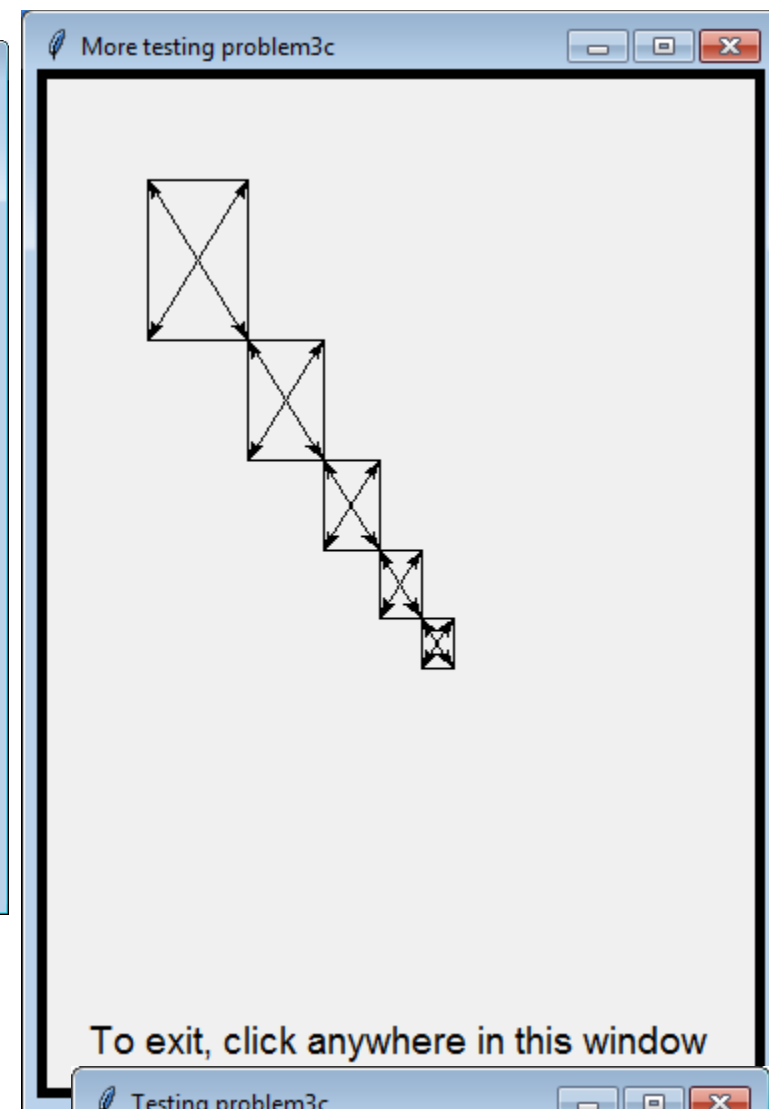 More testing problem3c
To exit, click anywhere in this window
Testing problem3c